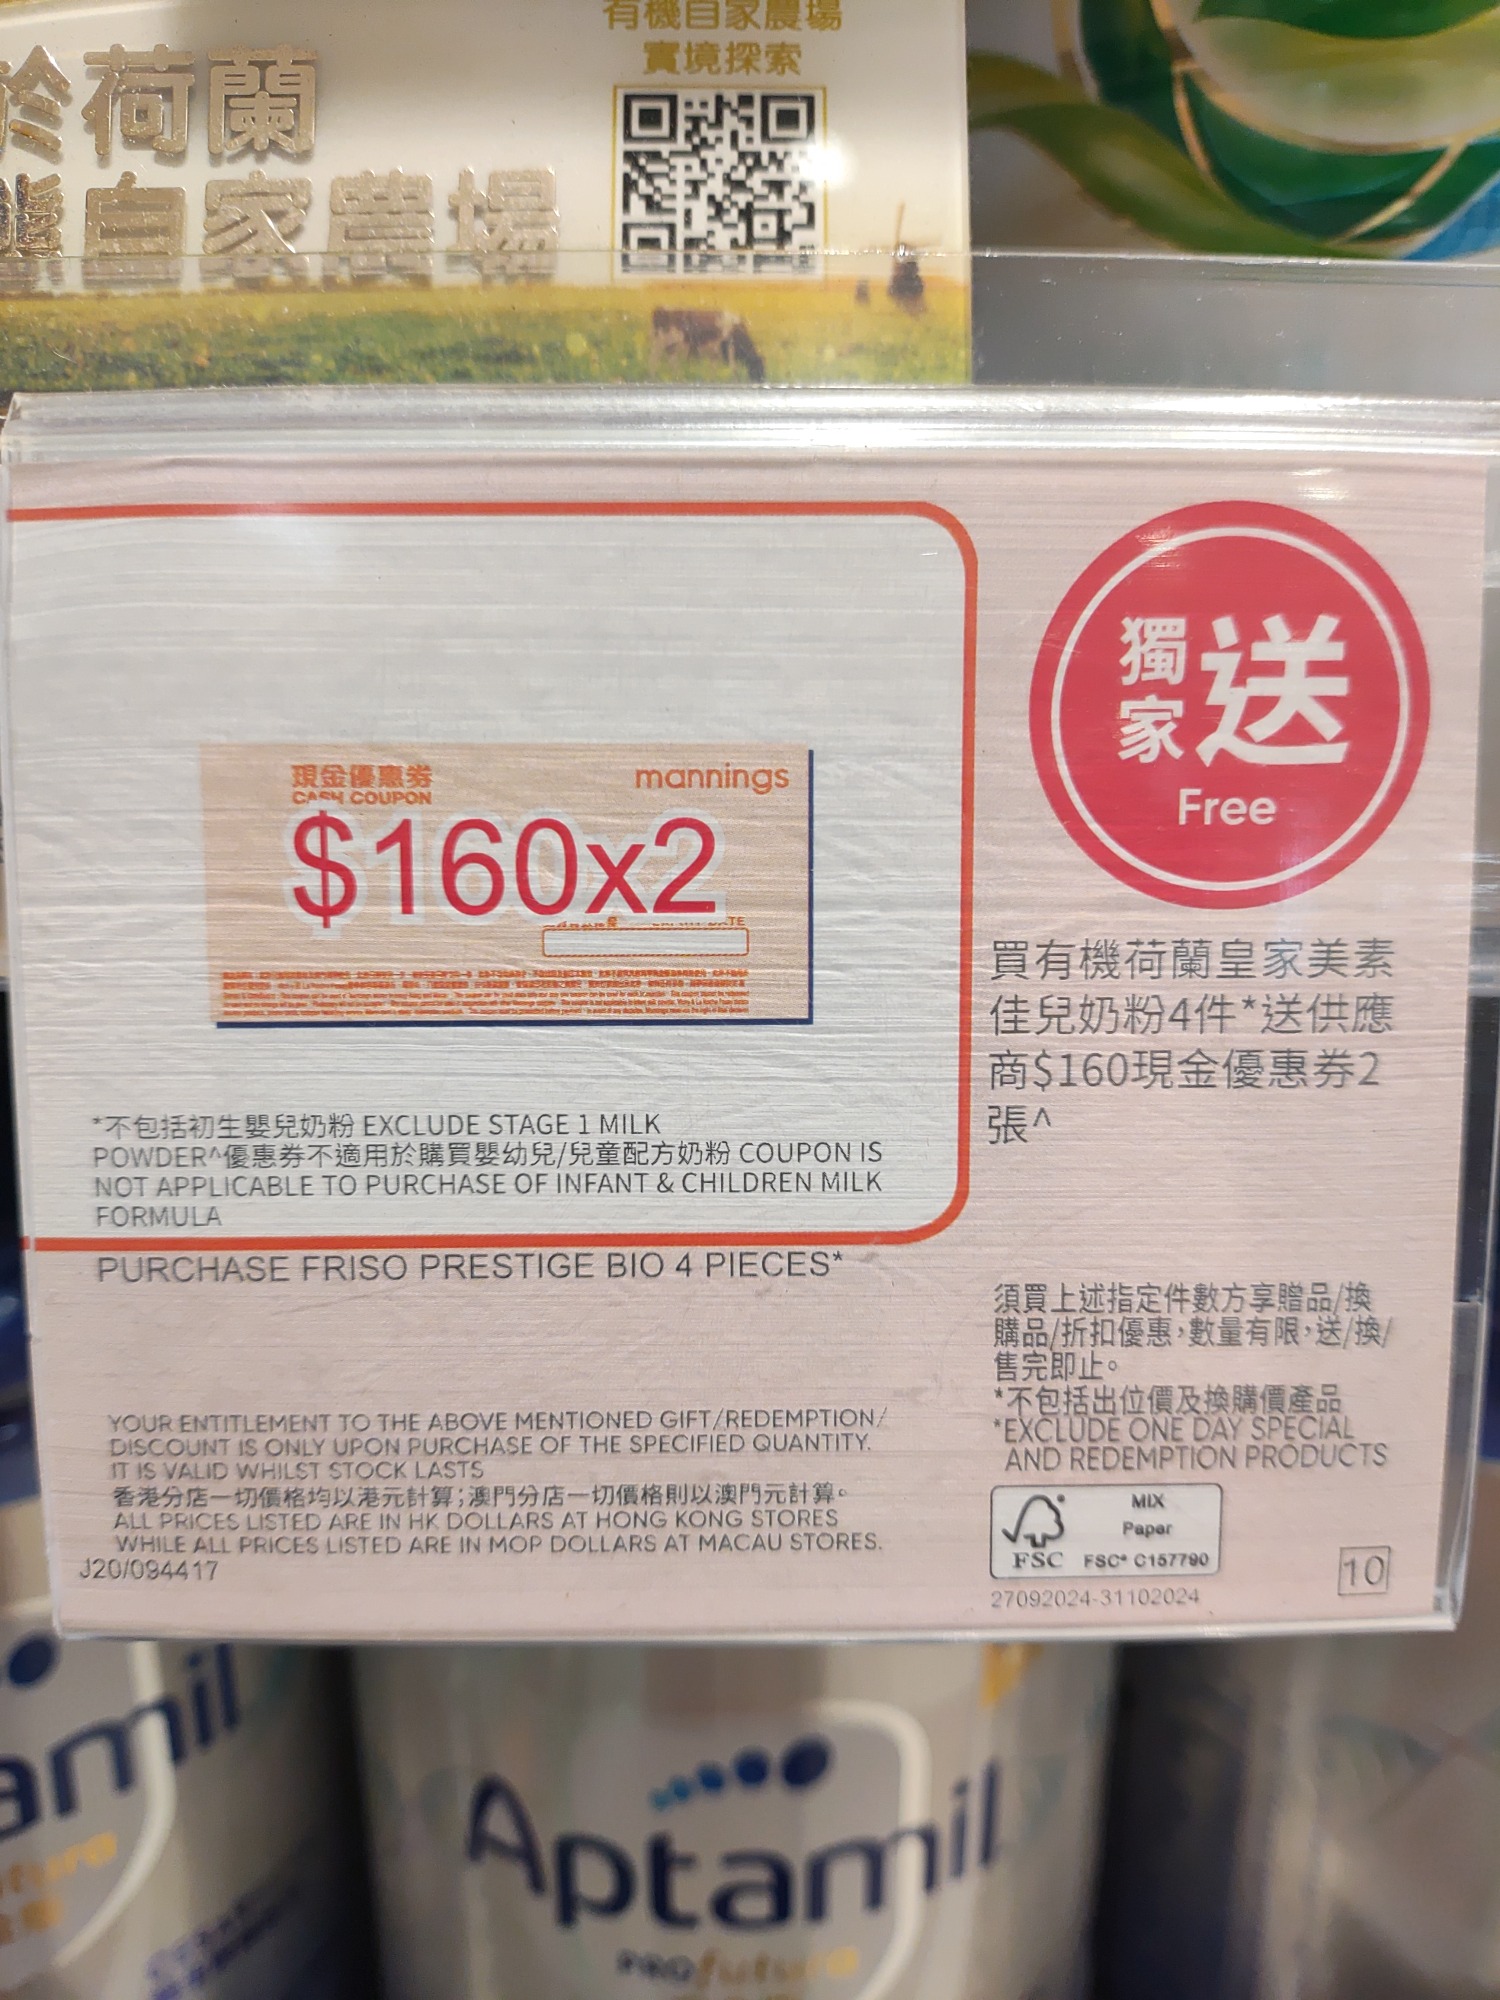 有機自家農場
實境探索
於荷蘭
自家農場
現金優惠券
CASH COUPON
mannings
$160x2
獨家送
Free
買有機荷蘭皇家美素
佳兒奶粉4件*送供應
商$160現金優惠券2
張^
*不包括初生嬰兒奶粉 EXCLUDE STAGE 1 MILK
POWDER^優惠券不適用於購買嬰幼兒/兒童配方奶粉 COUPON IS
NOT APPLICABLE TO PURCHASE OF INFANT & CHILDREN MILK
FORMULA
PURCHASE FRISO PRESTIGE BIO 4 PIECES*
須買上述指定件數方享贈品/換
購品/折扣優惠，數量有限，送/換/
售完即止。
*不包括出位價及換購價產品
*EXCLUDE ONE DAY SPECIAL
AND REDEMPTION PRODUCTS
YOUR ENTITLEMENT TO THE ABOVE MENTIONED GIFT/REDEMPTION/
DISCOUNT IS ONLY UPON PURCHASE OF THE SPECIFIED QUANTITY.
IT IS VALID WHILST STOCK LASTS
香港分店一切價格均以港元計算；澳門分店一切價格則以澳門元計算。
ALL PRICES LISTED ARE IN HK DOLLARS AT HONG KONG STORES
WHILE ALL PRICES LISTED ARE IN MOP DOLLARS AT MACAU STORES.
J20/094417
MIX
Paper
FSC FSC® C157790
27092024-31102024
10
amil
Aptamil
PROfutura